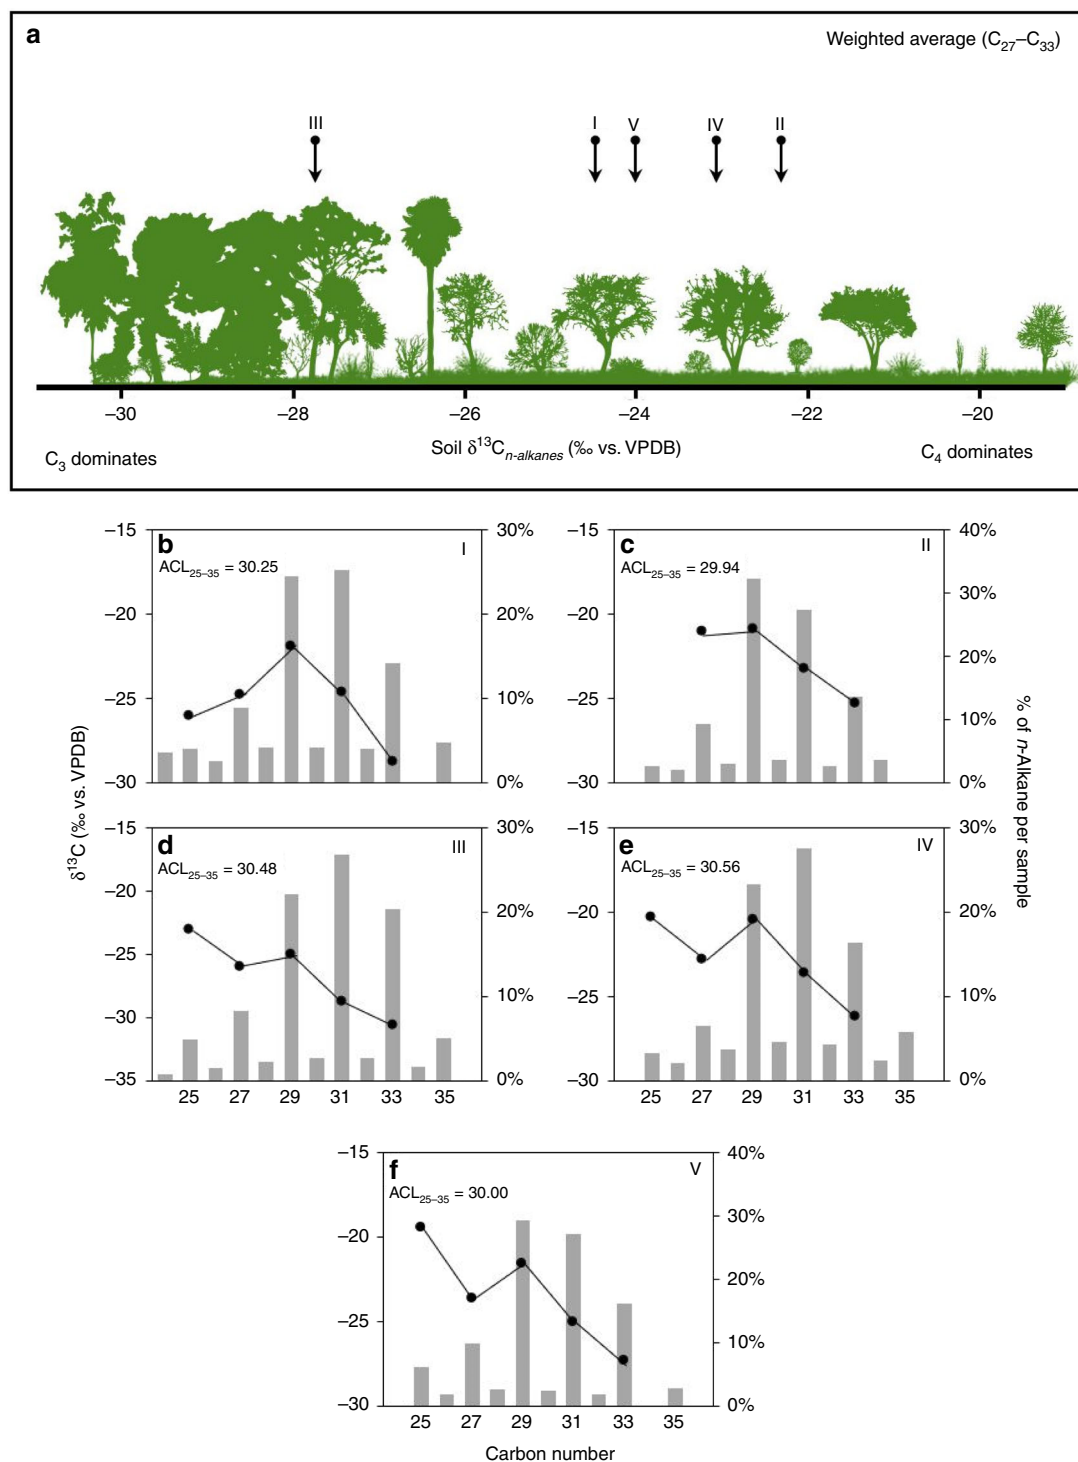 a
Weighted average (C27–C33)
III
I
V
IV
II
–30
–28
–26
–24
–22
–20
C3 dominates
Soil δ13Cn-alkanes (‰ vs. VPDB)
C4 dominates
δ13C (‰ vs. VPDB)
% of n-Alkane per sample
b
I
ACL25–35 = 30.25
–15
–20
–25
–30
30%
20%
10%
0%
c
II
ACL25–35 = 29.94
–15
–20
–25
–30
40%
30%
20%
10%
0%
d
III
ACL25–35 = 30.48
–15
–20
–25
–30
–35
30%
20%
10%
0%
25 27 29 31 33 35
e
IV
ACL25–35 = 30.56
–15
–20
–25
–30
30%
20%
10%
0%
25 27 29 31 33 35
f
V
ACL25–35 = 30.00
–15
–20
–25
–30
40%
30%
20%
10%
0%
25 27 29 31 33 35
Carbon number